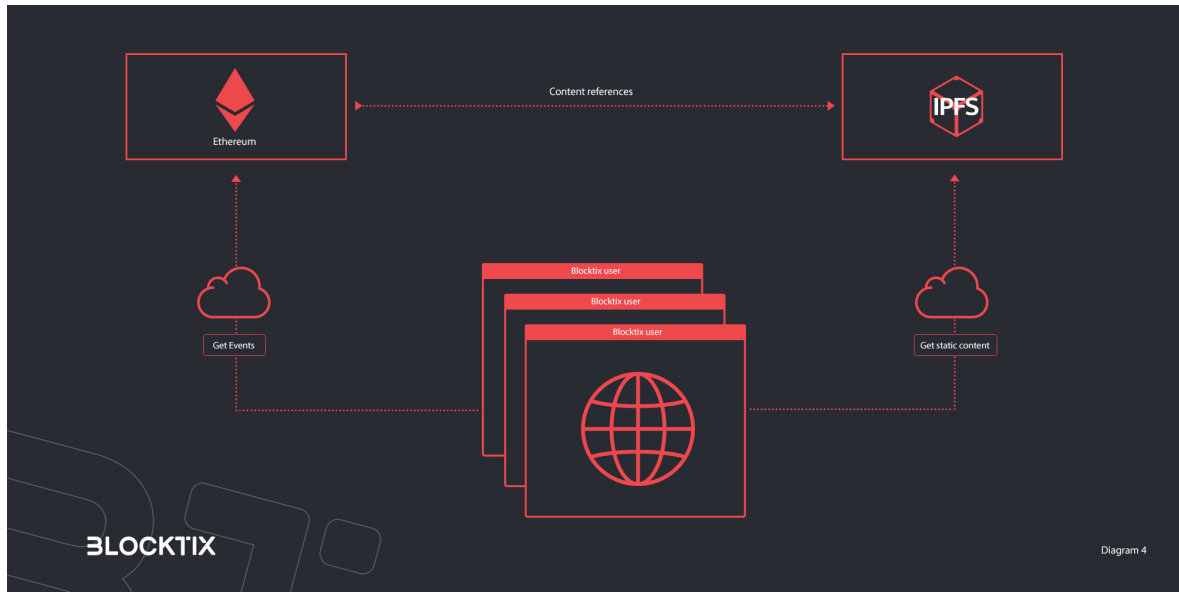 Content references
Ethereum
IPFS
Blocktix user
Blocktix user
Blocktix user
Get Events
Get static content
BLOCKTIX
Diagram 4